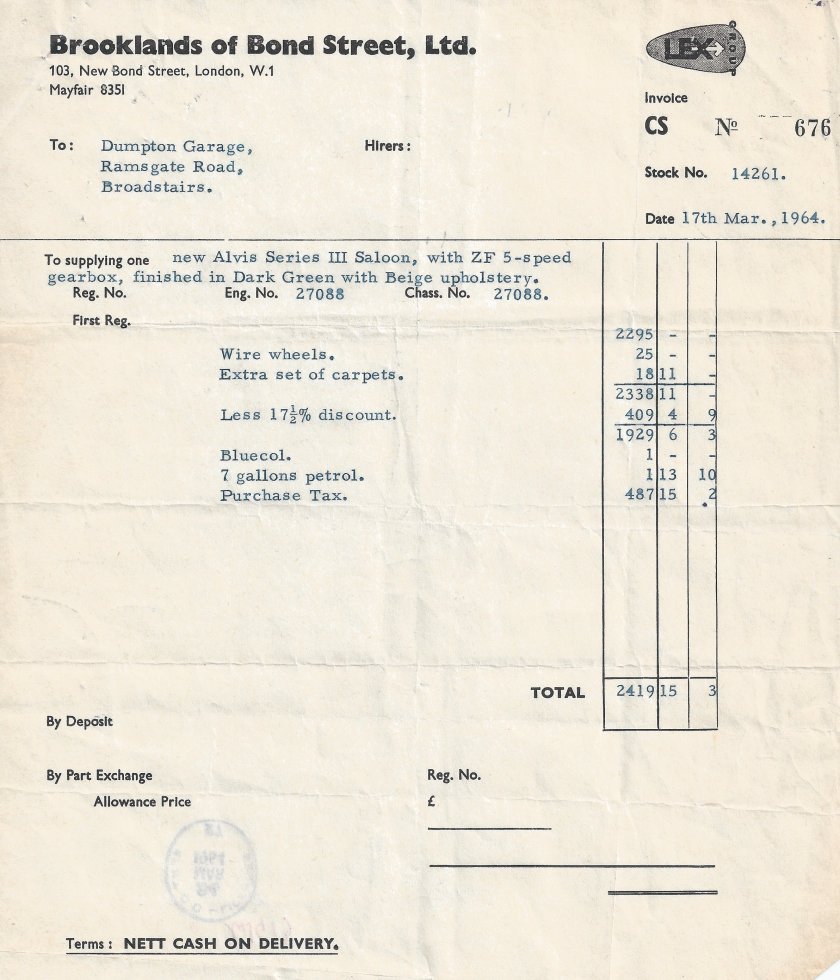 Brooklands of Bond Street, Ltd.
103, New Bond Street, London, W.1
Mayfair 8351
LEX GROUP
Invoice
CS No 676
To: Dumpton Garage,
Ramsgate Road,
Broadstairs.
Hirers:
Stock No. 14261.
Date 17th Mar., 1964.
To supplying one new Alvis Series III Saloon, with ZF 5-speed
gearbox, finished in Dark Green with Beige upholstery.
Reg. No. Eng. No. 27088 Chass. No. 27088.
First Reg.
2295 - -
Wire wheels. 25 - -
Extra set of carpets. 18 11 -
2338 11 -
Less 17½% discount. 409 4 9
1929 6 3
Bluecol. 1 - -
7 gallons petrol. 1 13 10
Purchase Tax. 487 15 2
TOTAL 2419 15 3
By Deposit
By Part Exchange Reg. No.
Allowance Price £
1964
MAR
24
Terms: NETT CASH ON DELIVERY.